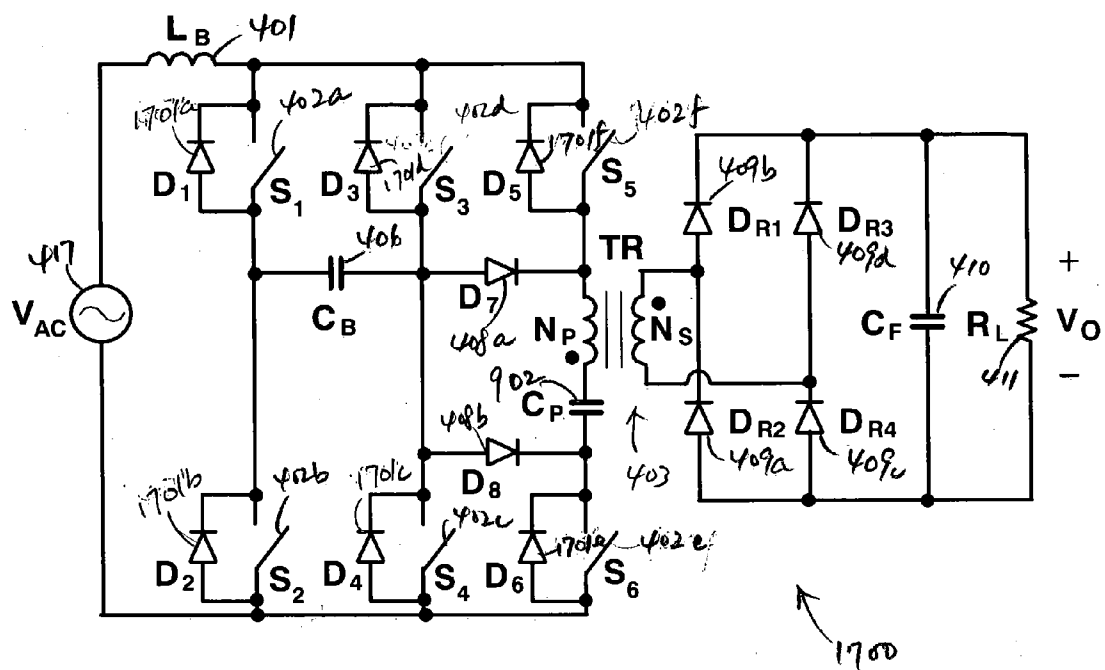 L B 401
1701a 402a 402d 402f
1701d 1701f
D1 S1 D3 S3 D5 S5
409b
417 406 TR DR1 DR3
409d
VAC CB D7 410 +
408a NP NS CF RL VO
902 411 −
CP
408b DR2 DR4
D8 403 409a 409c
1701b 402b 1701c 402c 1701e 402e
D2 S2 D4 S4 D6 S6
1700